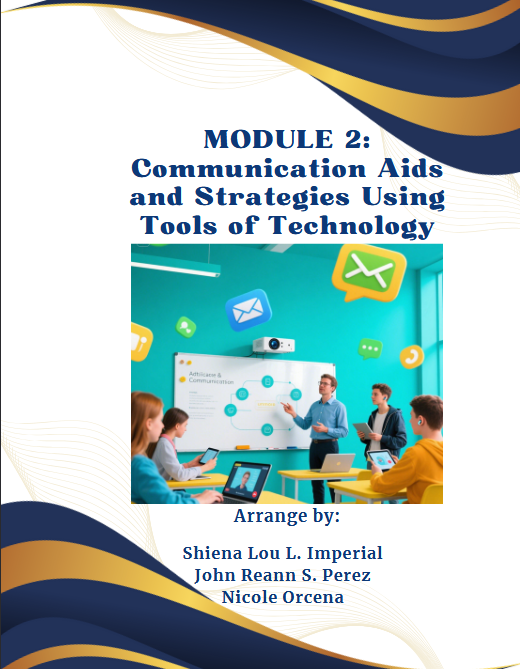 MODULE 2:
Communication Aids
and Strategies Using
Tools of Technology
Communication
Arrange by:
Shiena Lou L. Imperial
John Reann S. Perez
Nicole Orcena